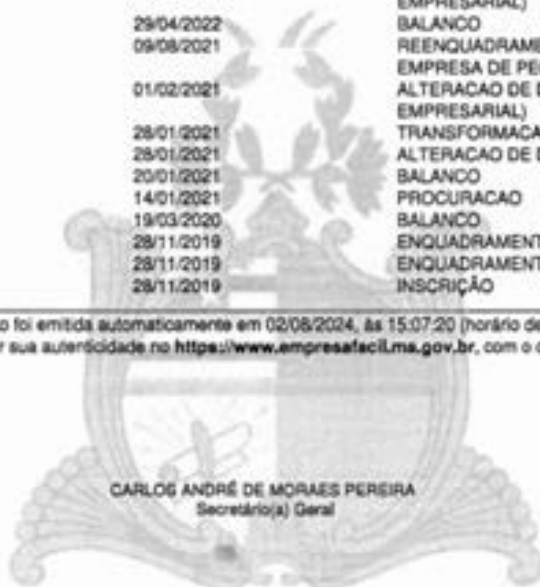 EMPRESARIAL)
29/04/2022 BALANCO
09/08/2021 REENQUADRAME
EMPRESA DE PE
01/02/2021 ALTERACAO DE D
EMPRESARIAL)
28/01/2021 TRANSFORMACA
28/01/2021 ALTERACAO DE D
20/01/2021 BALANCO
14/01/2021 PROCURACAO
19/03/2020 BALANCO
28/11/2019 ENQUADRAMENT
28/11/2019 ENQUADRAMENT
28/11/2019 INSCRIÇÃO
o foi emitida automaticamente em 02/08/2024, às 15:07:20 (horário de
r sua autenticidade no https://www.empresafacil.ma.gov.br, com o c
CARLOS ANDRÉ DE MORAES PEREIRA
Secretário(a) Geral